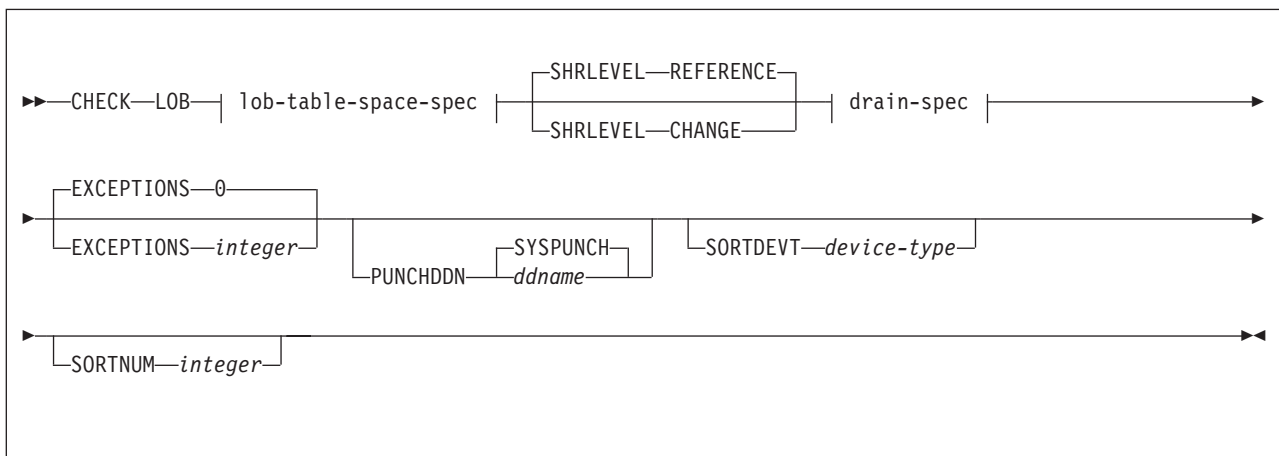 SHRLEVEL REFERENCE
CHECK LOB lob-table-space-spec drain-spec
SHRLEVEL CHANGE
EXCEPTIONS 0
EXCEPTIONS integer SORTDEVT device-type
SYSPUNCH
PUNCHDDN ddname
SORTNUM integer